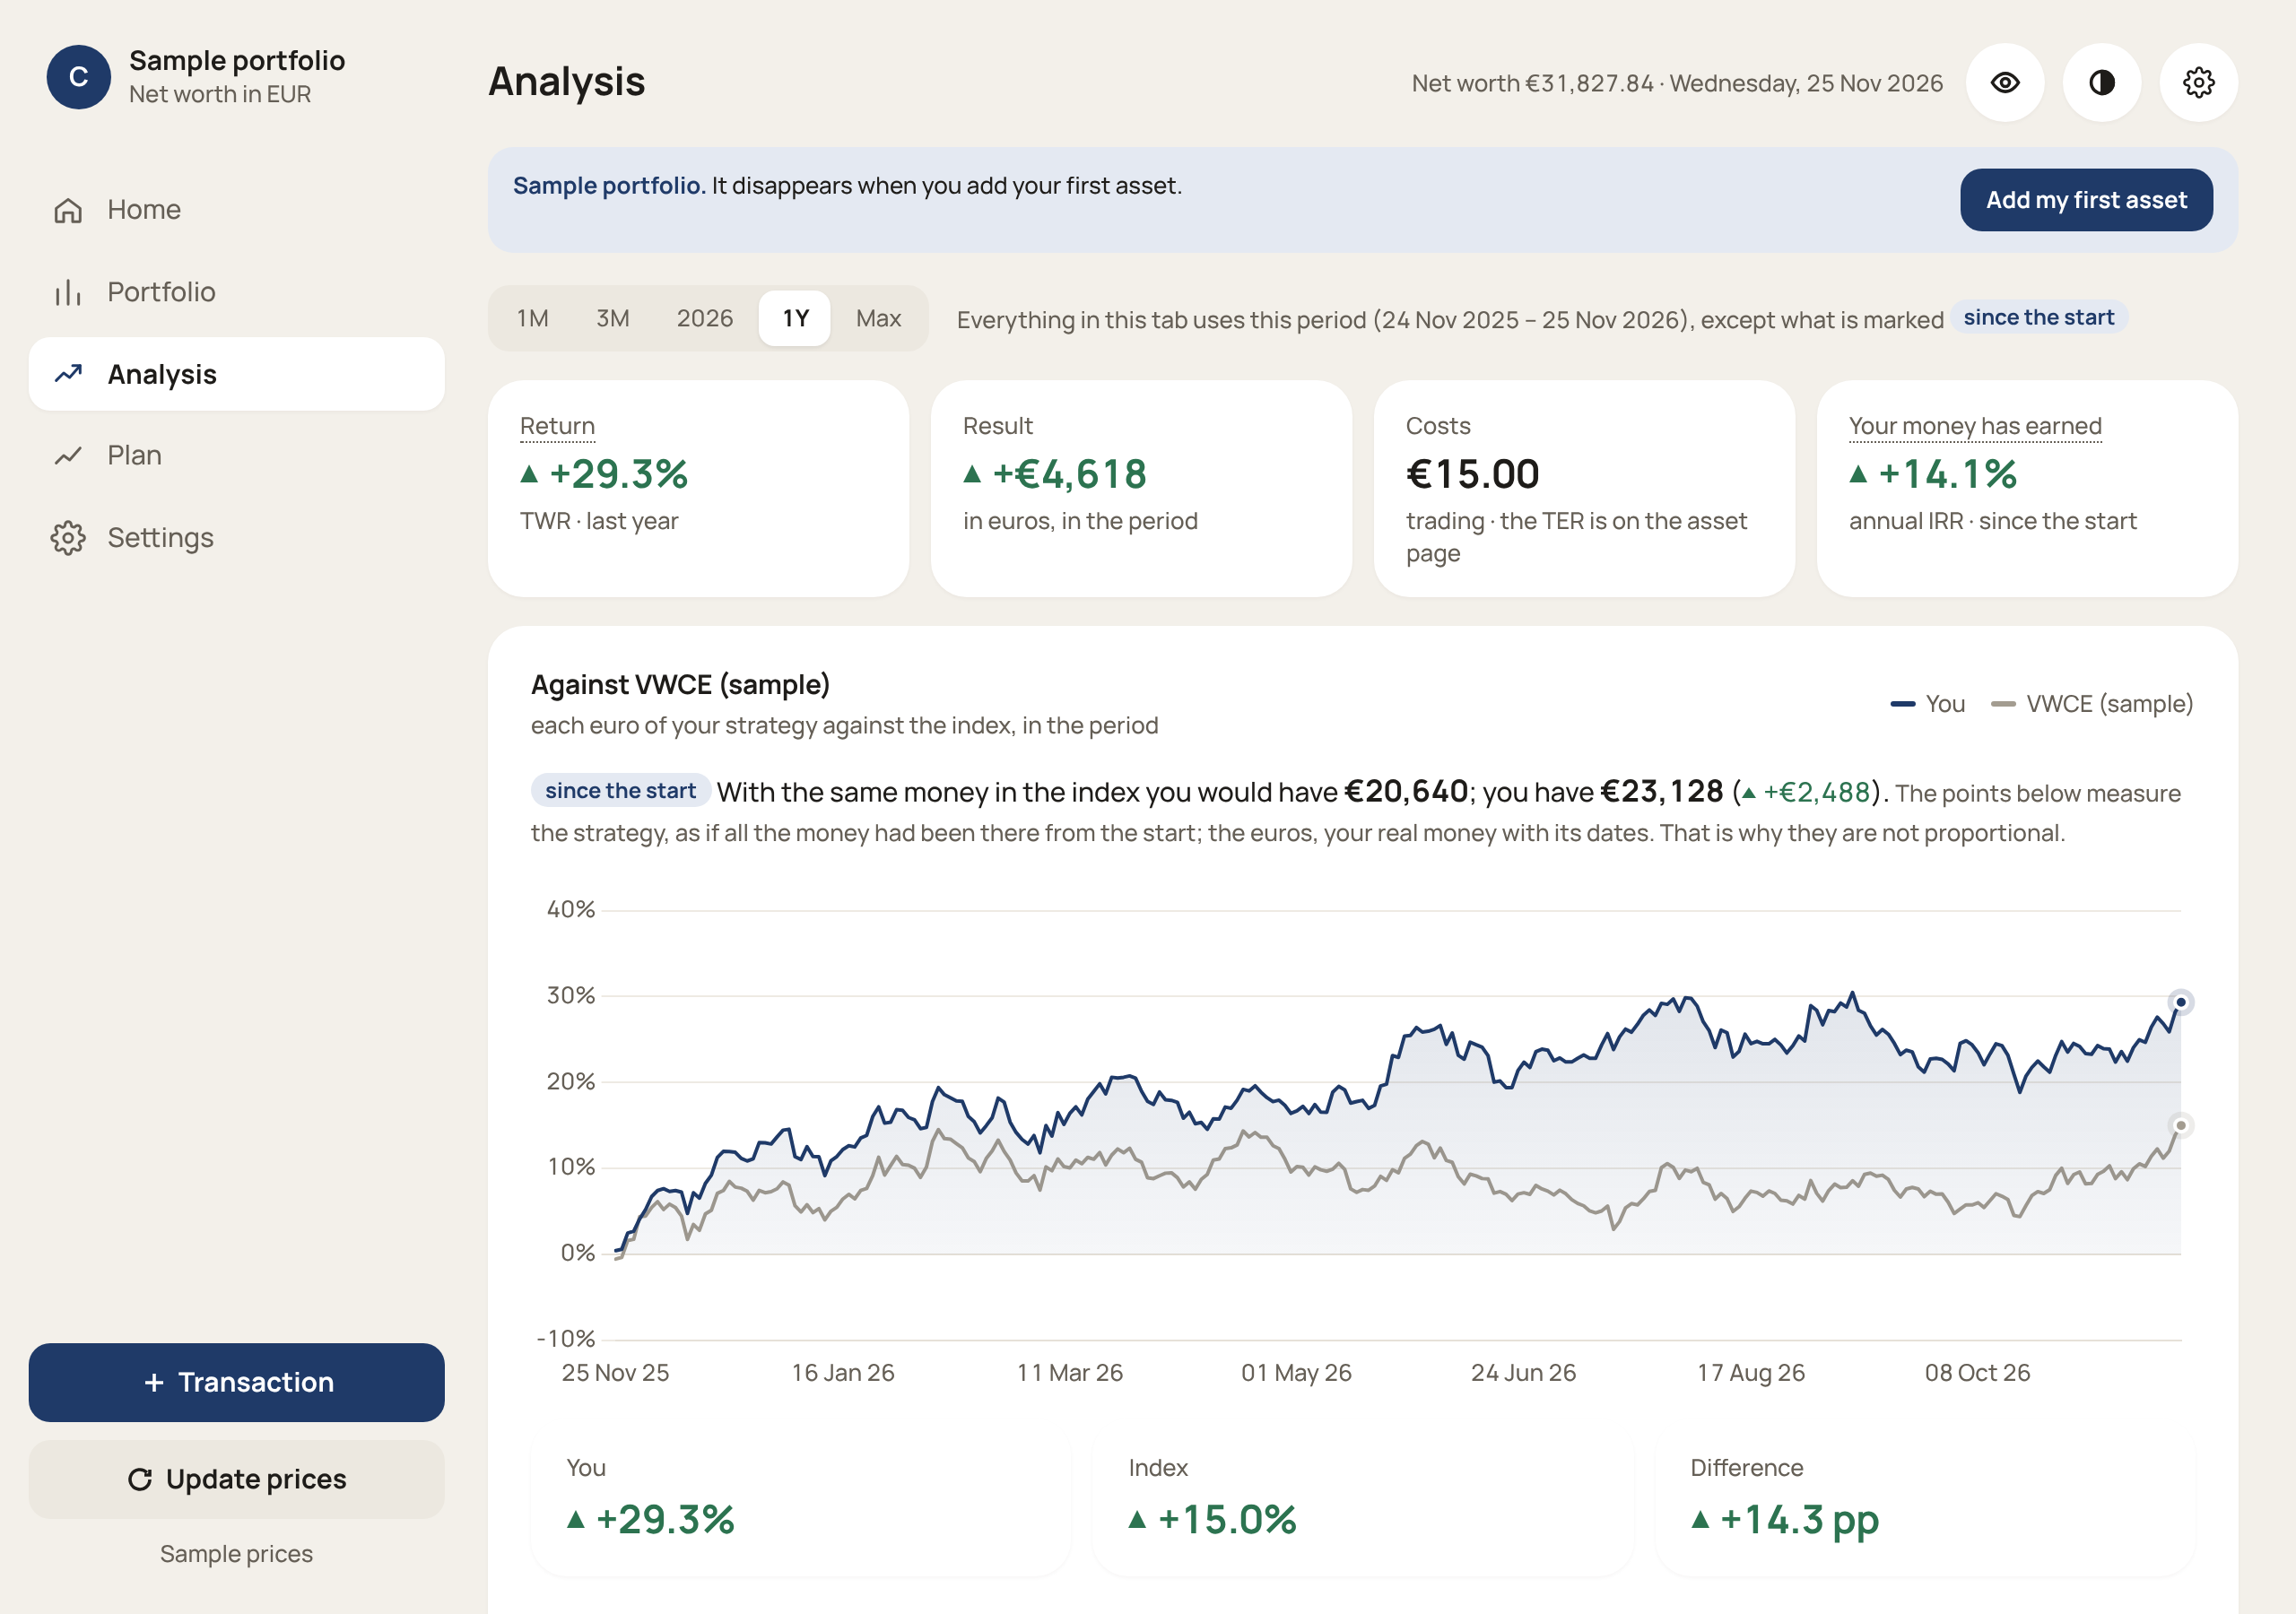 C
Sample portfolio
Net worth in EUR
Home
Portfolio
Analysis
Plan
Settings
+ Transaction
Update prices
Sample prices
Analysis
Net worth €31,827.84 · Wednesday, 25 Nov 2026
Sample portfolio. It disappears when you add your first asset.
Add my first asset
1M 3M 2026 1Y Max
Everything in this tab uses this period (24 Nov 2025 – 25 Nov 2026), except what is marked since the start
Return
▲ +29.3%
TWR · last year
Result
▲ +€4,618
in euros, in the period
Costs
€15.00
trading · the TER is on the asset
page
Your money has earned
▲ +14.1%
annual IRR · since the start
Against VWCE (sample)
each euro of your strategy against the index, in the period
You VWCE (sample)
since the start With the same money in the index you would have €20,640; you have €23,128 (▲ +€2,488). The points below measure
the strategy, as if all the money had been there from the start; the euros, your real money with its dates. That is why they are not proportional.
40%
30%
20%
10%
0%
-10%
25 Nov 25 16 Jan 26 11 Mar 26 01 May 26 24 Jun 26 17 Aug 26 08 Oct 26
You
▲ +29.3%
Index
▲ +15.0%
Difference
▲ +14.3 pp